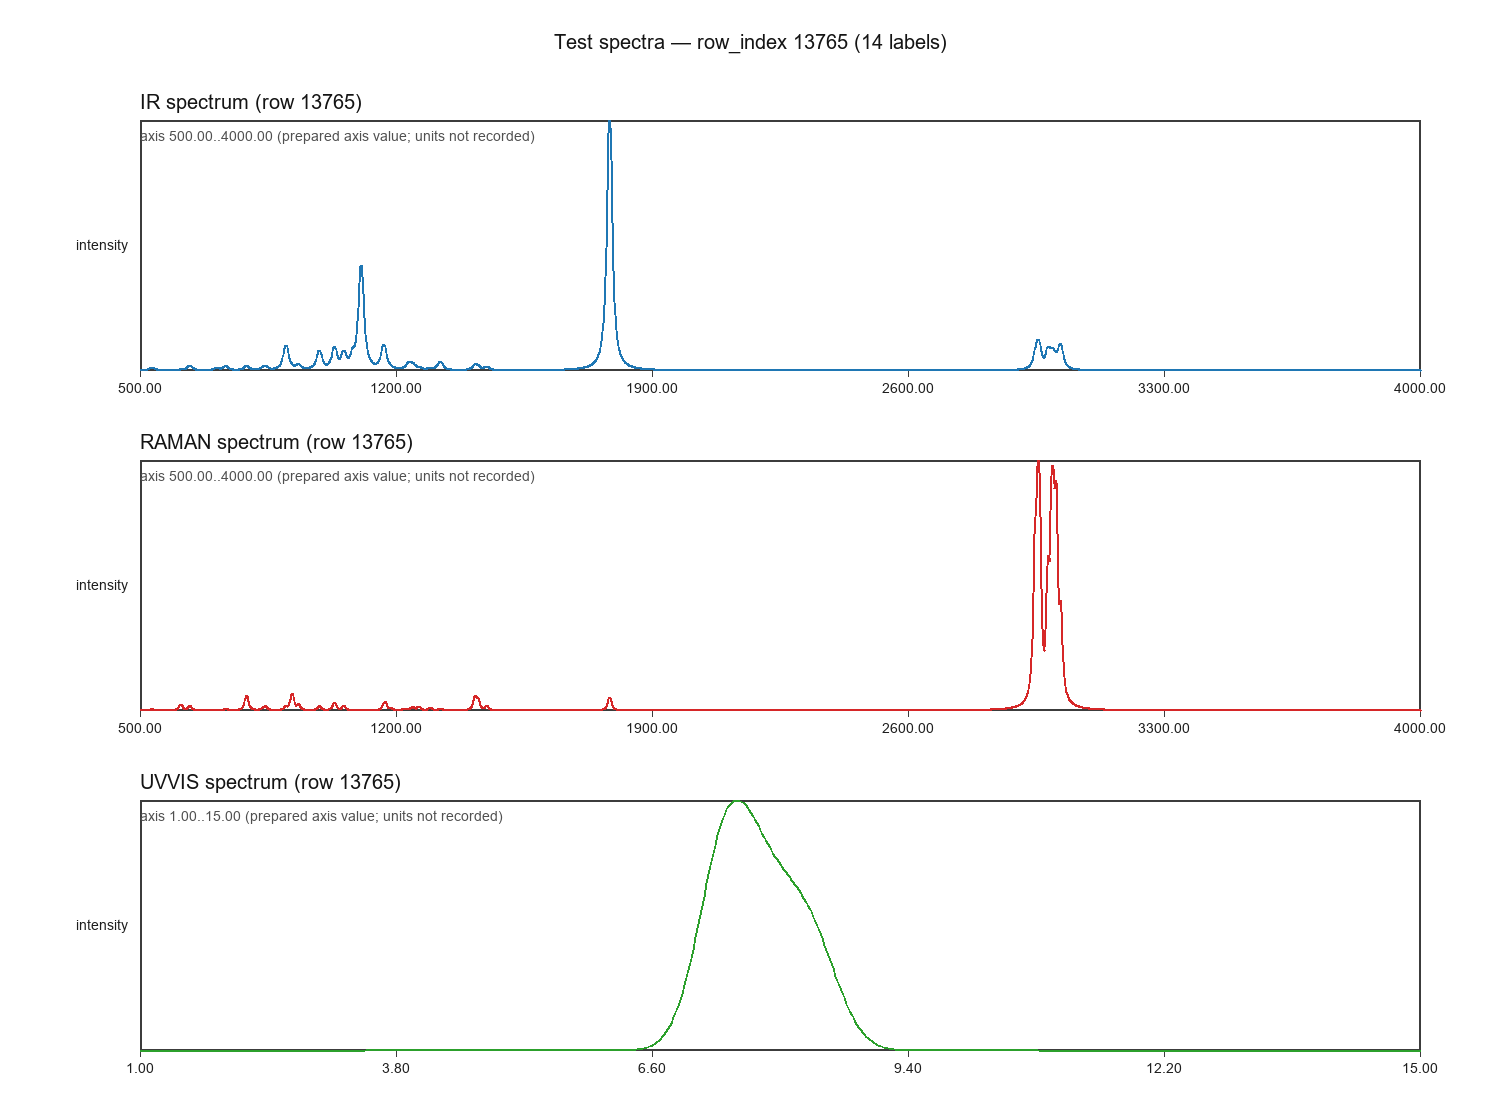 Test spectra — row_index 13765 (14 labels)
IR spectrum (row 13765)
axis 500.00..4000.00 (prepared axis value; units not recorded)
intensity
500.00 1200.00 1900.00 2600.00 3300.00 4000.00
RAMAN spectrum (row 13765)
axis 500.00..4000.00 (prepared axis value; units not recorded)
intensity
500.00 1200.00 1900.00 2600.00 3300.00 4000.00
UVVIS spectrum (row 13765)
axis 1.00..15.00 (prepared axis value; units not recorded)
intensity
1.00 3.80 6.60 9.40 12.20 15.00